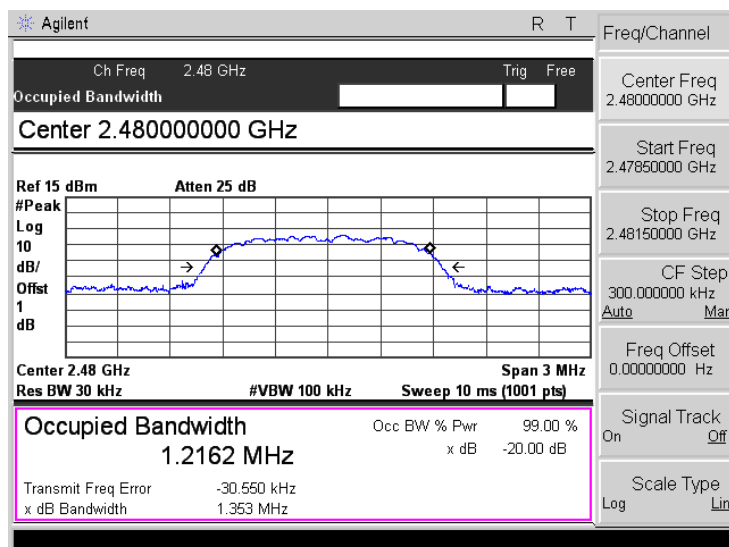 Agilent R T
Ch Freq 2.48 GHz Trig Free
Occupied Bandwidth
Center 2.480000000 GHz
Ref 15 dBm Atten 25 dB
#Peak
Log
10
dB/
Offst
1
dB
Center 2.48 GHz Span 3 MHz
Res BW 30 kHz #VBW 100 kHz Sweep 10 ms (1001 pts)
Occupied Bandwidth
1.2162 MHz
Occ BW % Pwr 99.00 %
x dB -20.00 dB
Transmit Freq Error -30.550 kHz
x dB Bandwidth 1.353 MHz
Freq/Channel
Center Freq
2.48000000 GHz
Start Freq
2.47850000 GHz
Stop Freq
2.48150000 GHz
CF Step
300.000000 kHz
Auto Man
Freq Offset
0.00000000 Hz
Signal Track
On Off
Scale Type
Log Lin